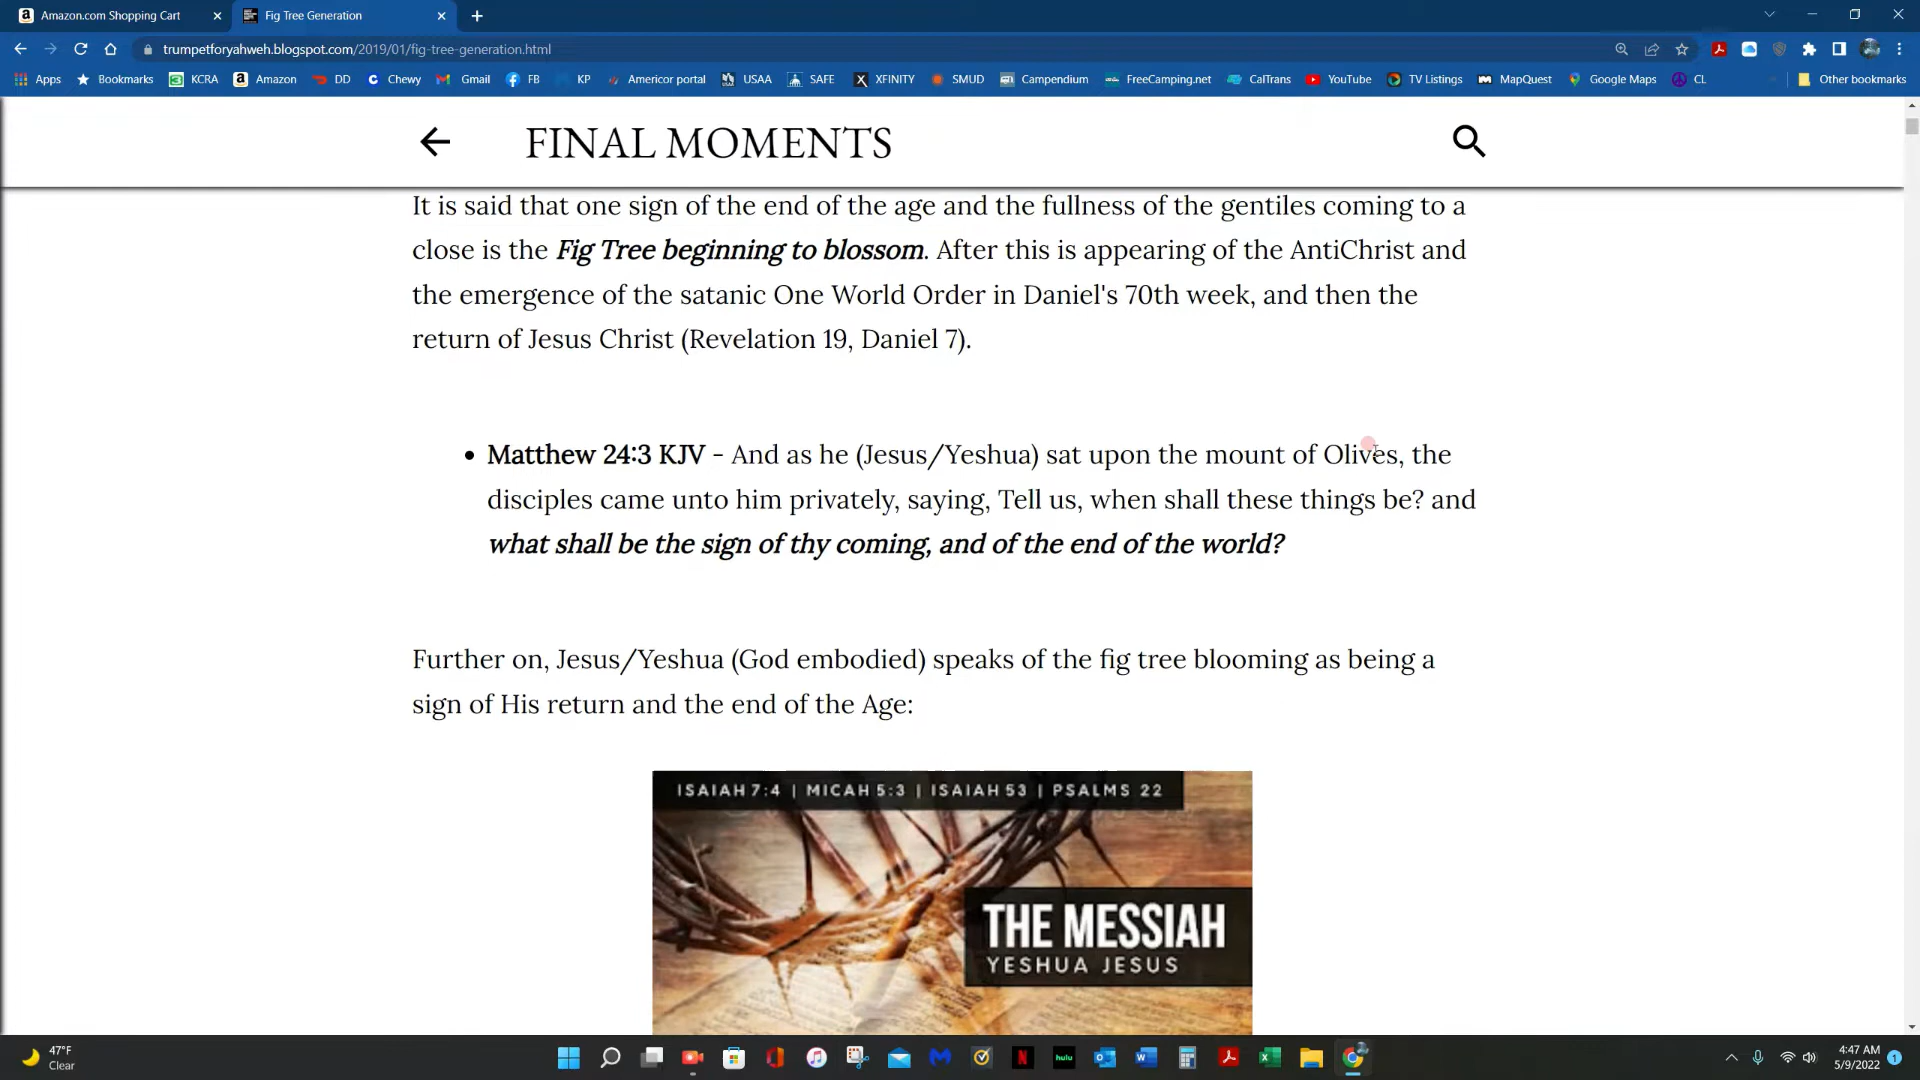 Amazon.com Shopping Cart
Fig Tree Generation
trumpetforyahweh.blogspot.com/2019/01/fig-tree-generation.html
Apps Bookmarks KCRA Amazon DD Chewy Gmail FB KP Americor portal USAA SAFE XFINITY SMUD Campendium FreeCamping.net CalTrans YouTube TV Listings MapQuest Google Maps CL Other bookmarks
FINAL MOMENTS
It is said that one sign of the end of the age and the fullness of the gentiles coming to a
close is the Fig Tree beginning to blossom. After this is appearing of the AntiChrist and
the emergence of the satanic One World Order in Daniel's 70th week, and then the
return of Jesus Christ (Revelation 19, Daniel 7).
• Matthew 24:3 KJV - And as he (Jesus/Yeshua) sat upon the mount of Olives, the
disciples came unto him privately, saying, Tell us, when shall these things be? and
what shall be the sign of thy coming, and of the end of the world?
Further on, Jesus/Yeshua (God embodied) speaks of the fig tree blooming as being a
sign of His return and the end of the Age:
ISAIAH 7:4 | MICAH 5:3 | ISAIAH 53 | PSALMS 22
THE MESSIAH
YESHUA JESUS
47°F
Clear
hulu
4:47 AM
5/9/2022
1